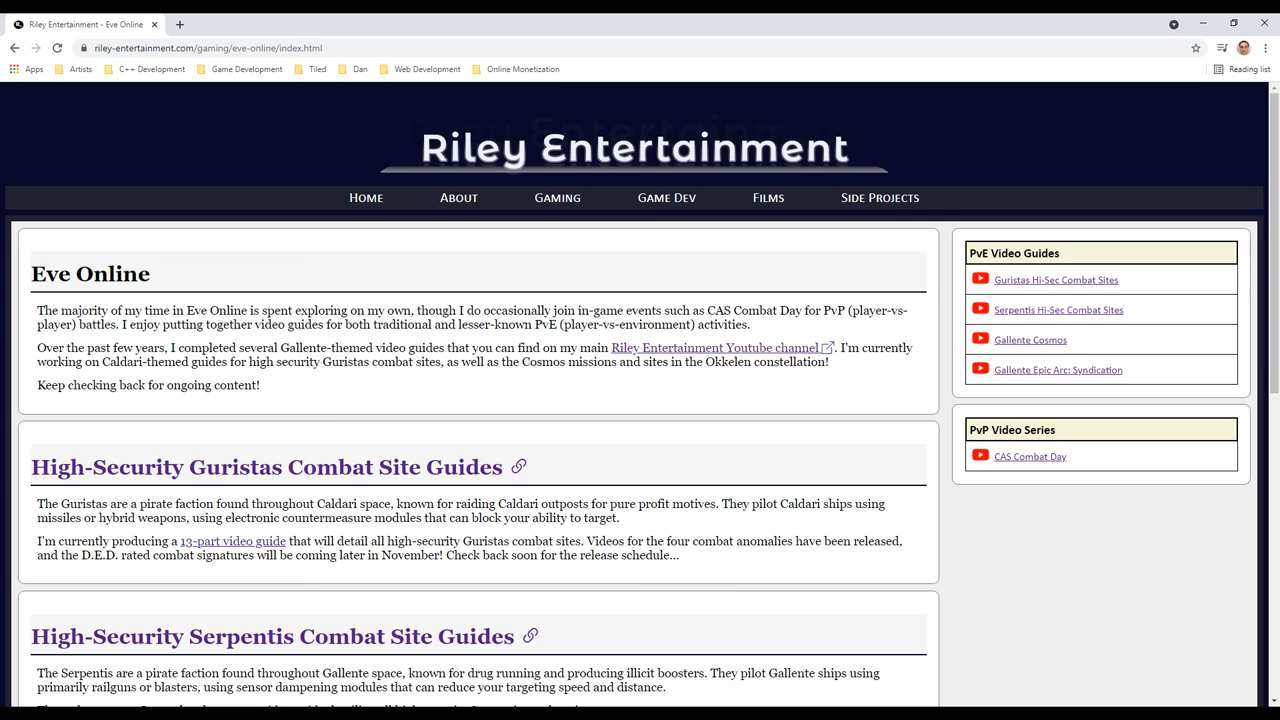 Riley Entertainment - Eve Online
riley-entertainment.com/gaming/eve-online/index.html
Apps Artists C++ Development Game Development Tiled Dan Web Development Online Monetization Reading list
Riley Entertainment
Home About Gaming Game Dev Films Side Projects
Eve Online
The majority of my time in Eve Online is spent exploring on my own, though I do occasionally join in-game events such as CAS Combat Day for PvP (player-vs-
player) battles. I enjoy putting together video guides for both traditional and lesser-known PvE (player-vs-environment) activities.
Over the past few years, I completed several Gallente-themed video guides that you can find on my main Riley Entertainment Youtube channel. I'm currently
working on Caldari-themed guides for high security Guristas combat sites, as well as the Cosmos missions and sites in the Okkelen constellation!
Keep checking back for ongoing content!
High-Security Guristas Combat Site Guides
The Guristas are a pirate faction found throughout Caldari space, known for raiding Caldari outposts for pure profit motives. They pilot Caldari ships using
missiles or hybrid weapons, using electronic countermeasure modules that can block your ability to target.
I'm currently producing a 13-part video guide that will detail all high-security Guristas combat sites. Videos for the four combat anomalies have been released,
and the D.E.D. rated combat signatures will be coming later in November! Check back soon for the release schedule...
High-Security Serpentis Combat Site Guides
The Serpentis are a pirate faction found throughout Gallente space, known for drug running and producing illicit boosters. They pilot Gallente ships using
primarily railguns or blasters, using sensor dampening modules that can reduce your targeting speed and distance.
PvE Video Guides
Guristas Hi-Sec Combat Sites
Serpentis Hi-Sec Combat Sites
Gallente Cosmos
Gallente Epic Arc: Syndication
PvP Video Series
CAS Combat Day